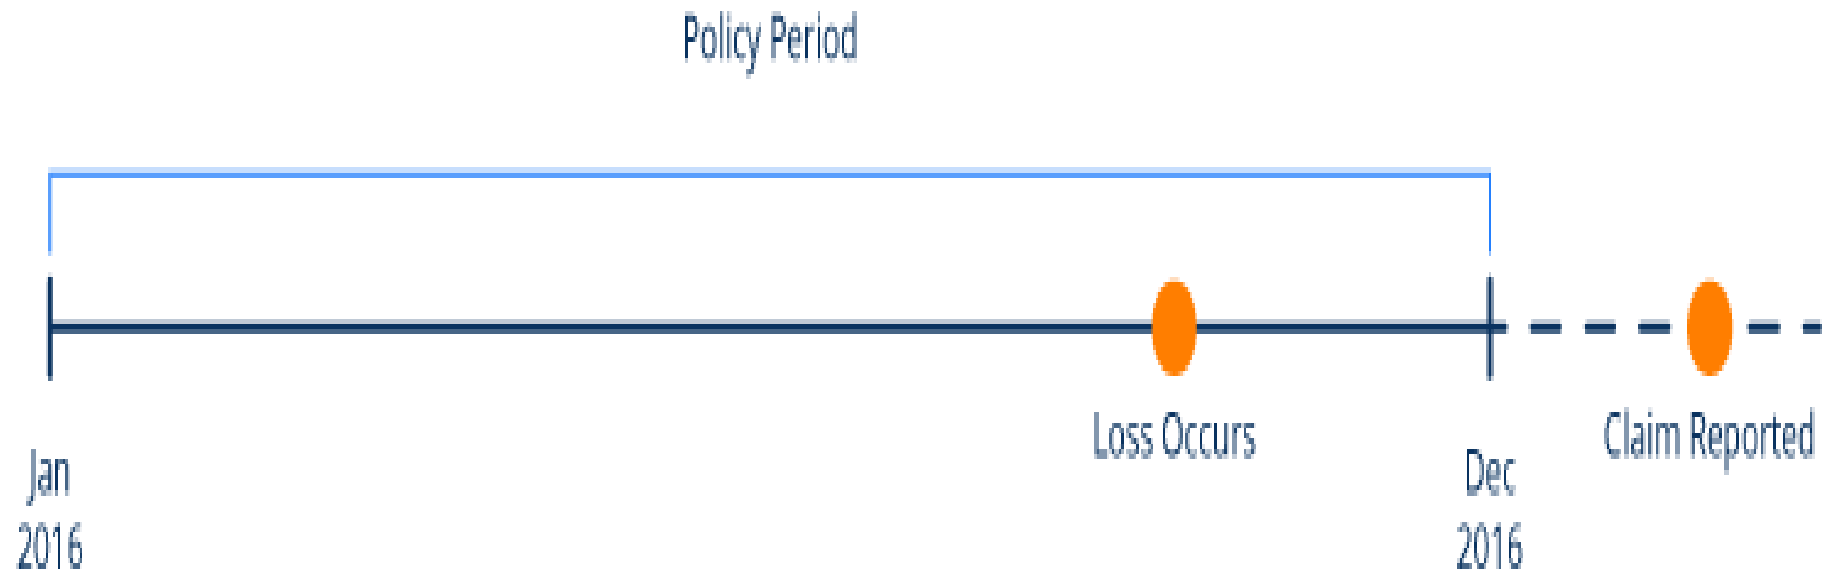 Policy Period
Loss Occurs
Claim Reported
Jan
2016
Dec
2016